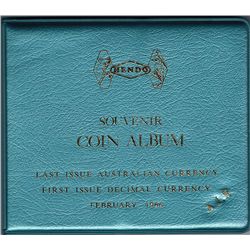 HENDO
SOUVENIR
COIN ALBUM
LAST ISSUE AUSTRALIAN CURRENCY
FIRST ISSUE DECIMAL CURRENCY
FEBRUARY 1966